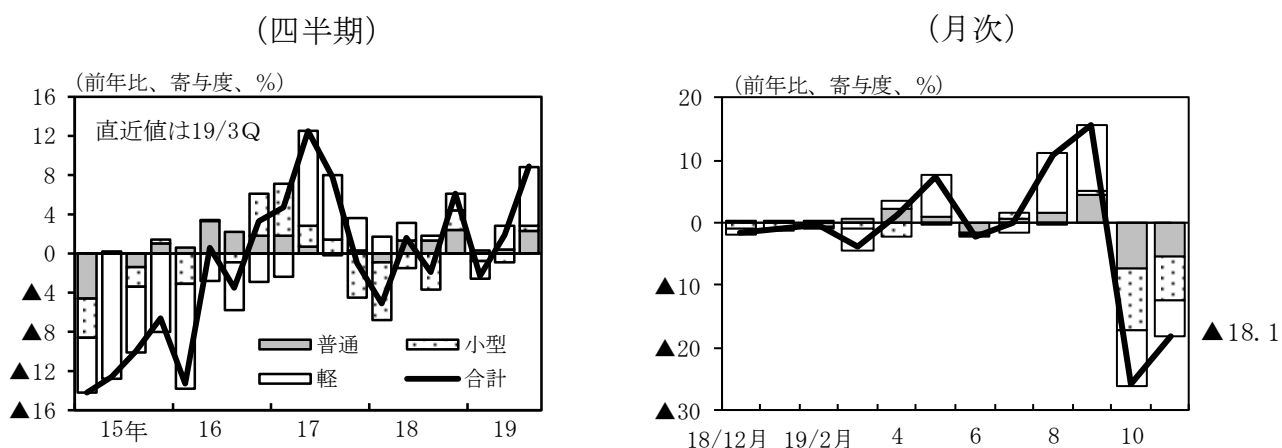 (四半期)
(前年比、寄与度、%)
16
12
8
4
0
▲4
▲8
▲12
▲16
直近値は19/3Q
普通
小型
軽
合計
15年
16
17
18
19
(月次)
(前年比、寄与度、%)
20
10
0
▲10
▲20
▲30
▲18.1
18/12月
19/2月
4
6
8
10